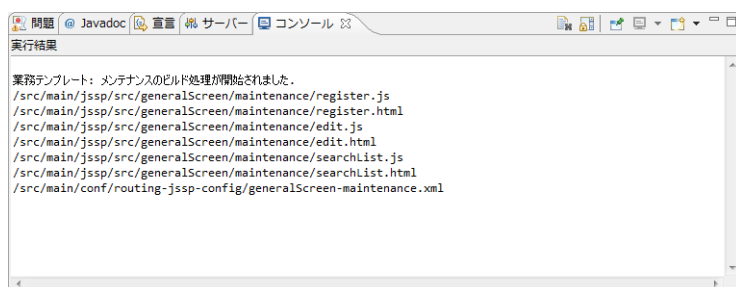 問題 @ Javadoc 宣言 サーバー コンソール
実行結果
業務テンプレート: メンテナンスのビルド処理が開始されました.
/src/main/jssp/src/generalScreen/maintenance/register.js
/src/main/jssp/src/generalScreen/maintenance/register.html
/src/main/jssp/src/generalScreen/maintenance/edit.js
/src/main/jssp/src/generalScreen/maintenance/edit.html
/src/main/jssp/src/generalScreen/maintenance/searchList.js
/src/main/jssp/src/generalScreen/maintenance/searchList.html
/src/main/conf/routing-jssp-config/generalScreen-maintenance.xml